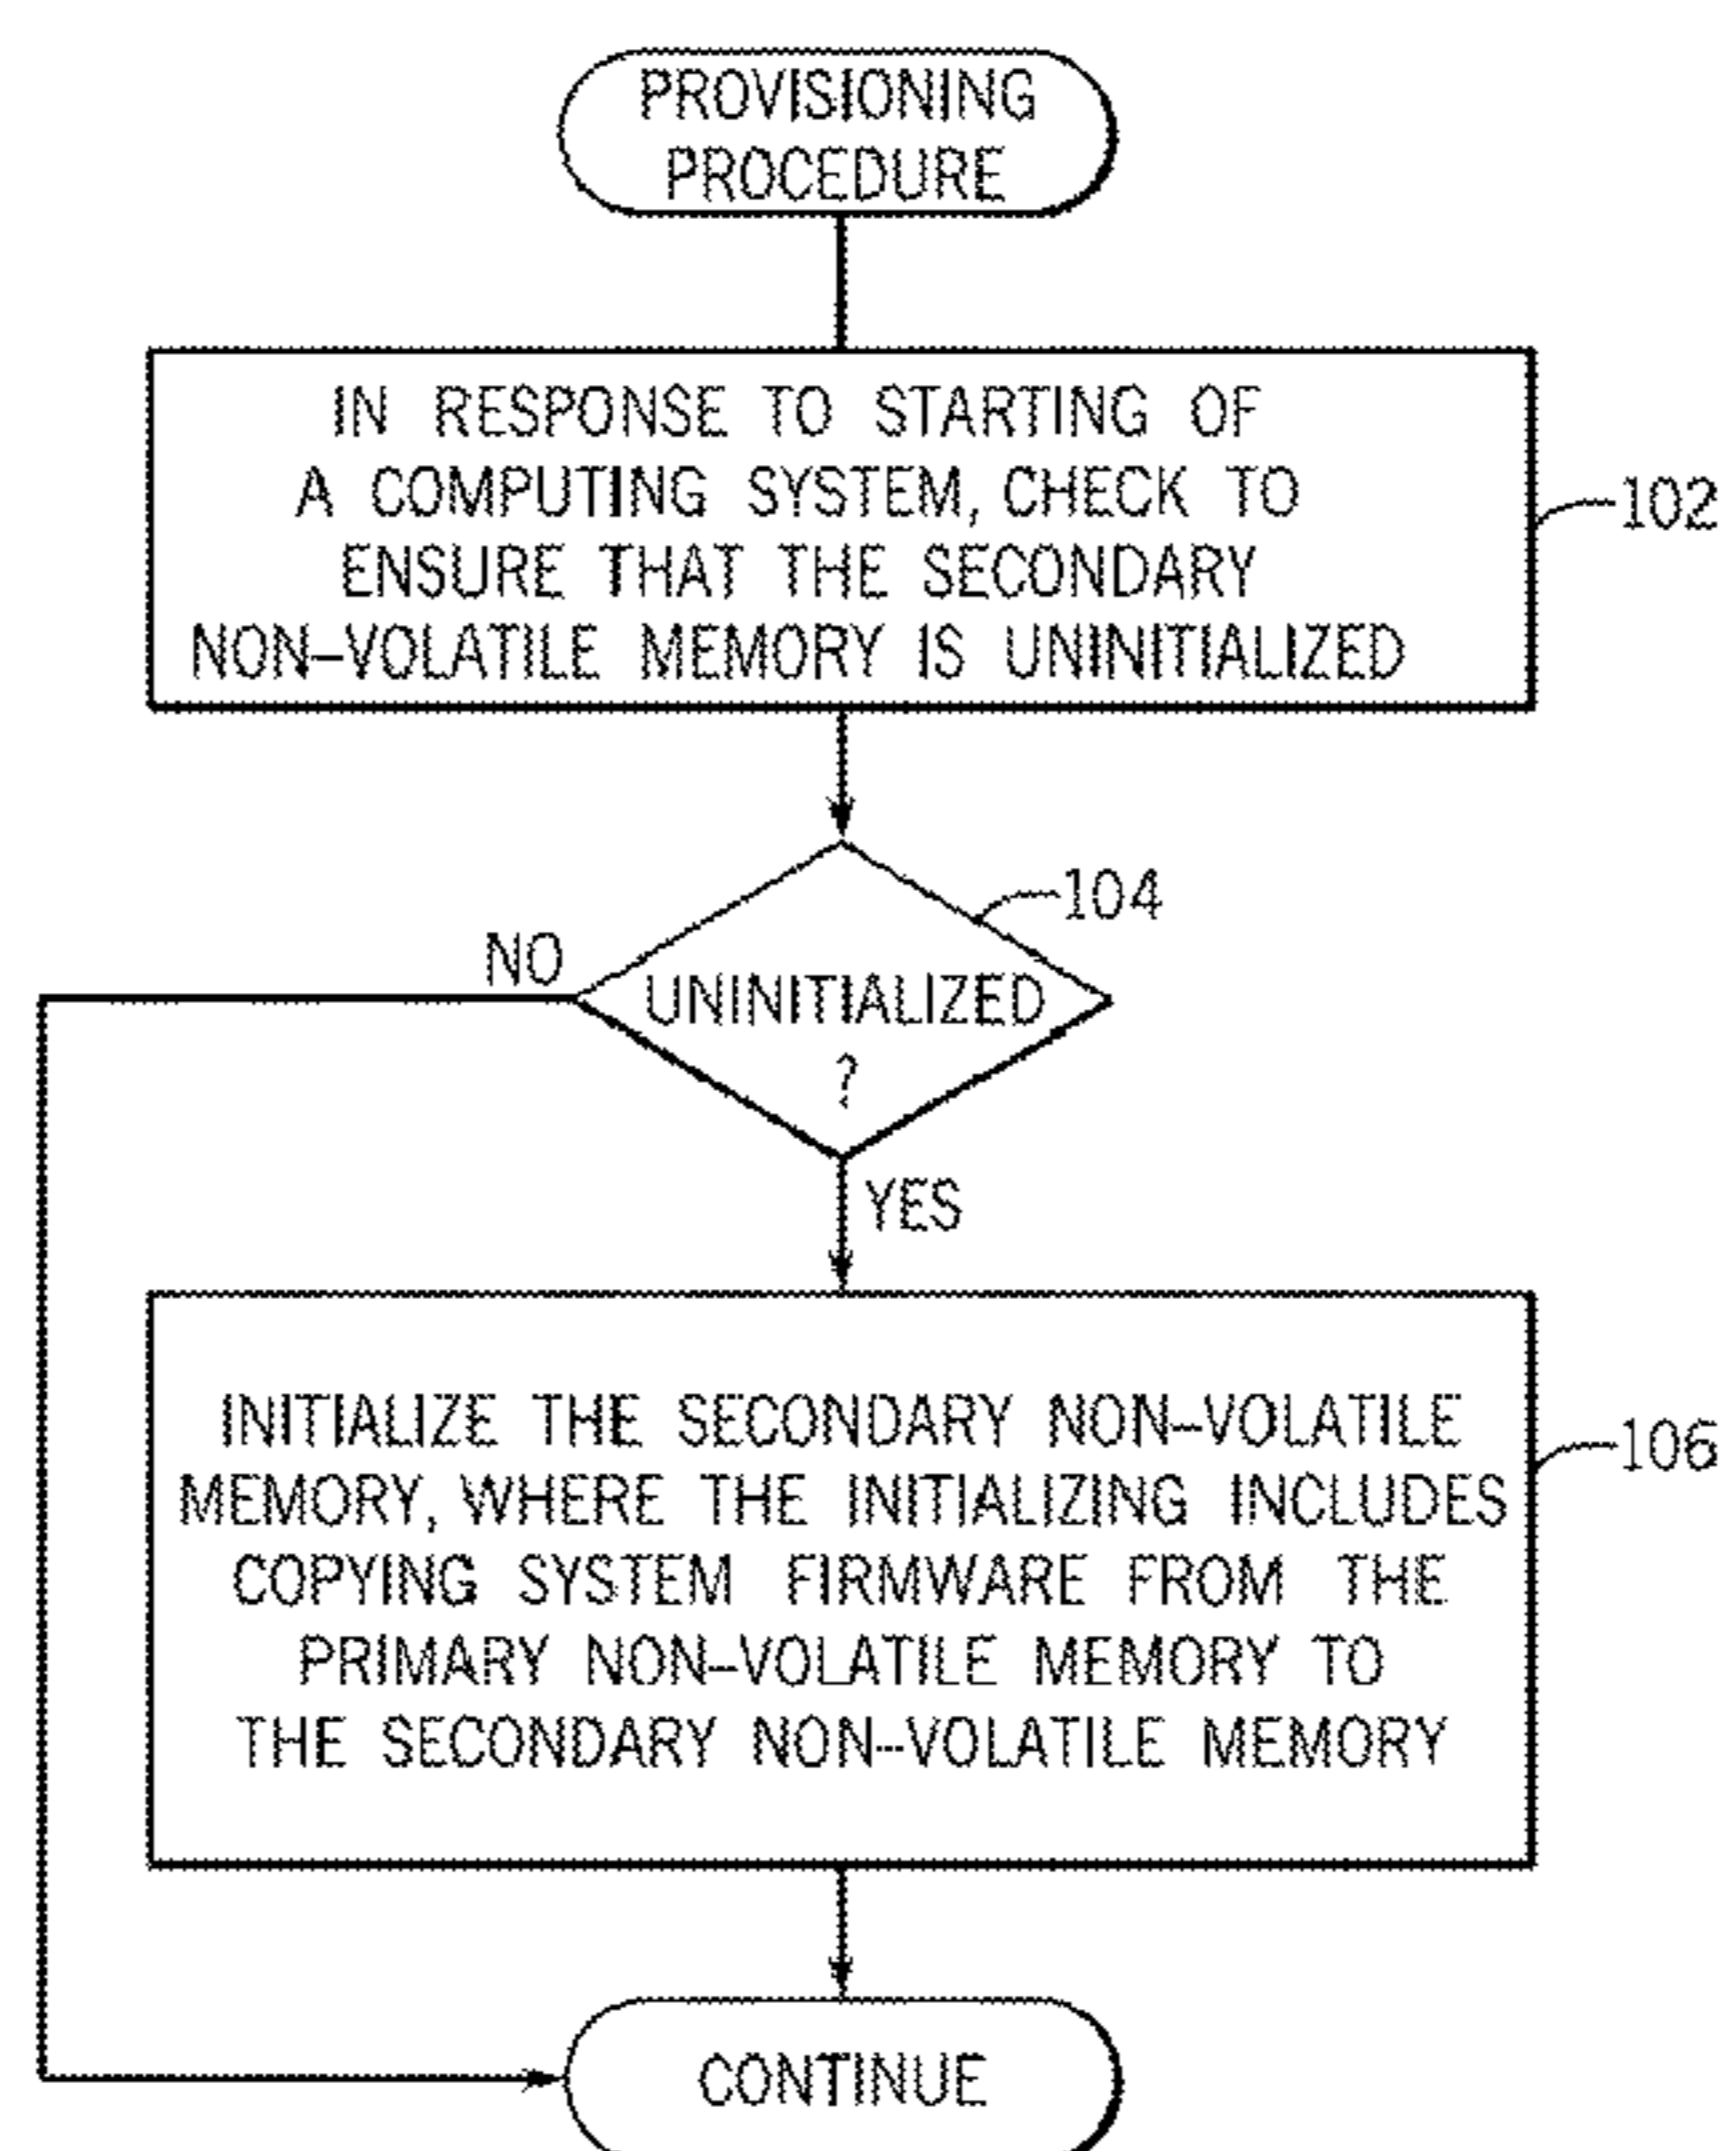 PROVISIONING
PROCEDURE
IN RESPONSE TO STARTING OF
A COMPUTING SYSTEM, CHECK TO
ENSURE THAT THE SECONDARY
NON-VOLATILE MEMORY IS UNINITIALIZED
102
104
NO
UNINITIALIZED
?
YES
INITIALIZE THE SECONDARY NON-VOLATILE
MEMORY, WHERE THE INITIALIZING INCLUDES
COPYING SYSTEM FIRMWARE FROM THE
PRIMARY NON-VOLATILE MEMORY TO
THE SECONDARY NON-VOLATILE MEMORY
106
CONTINUE